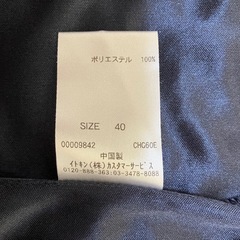 ポリエステル 100%
SIZE 40
00009842 CHG60E
中国製
イトキン(株)カスタマーサービス
0120-888-363:03-3478-8088